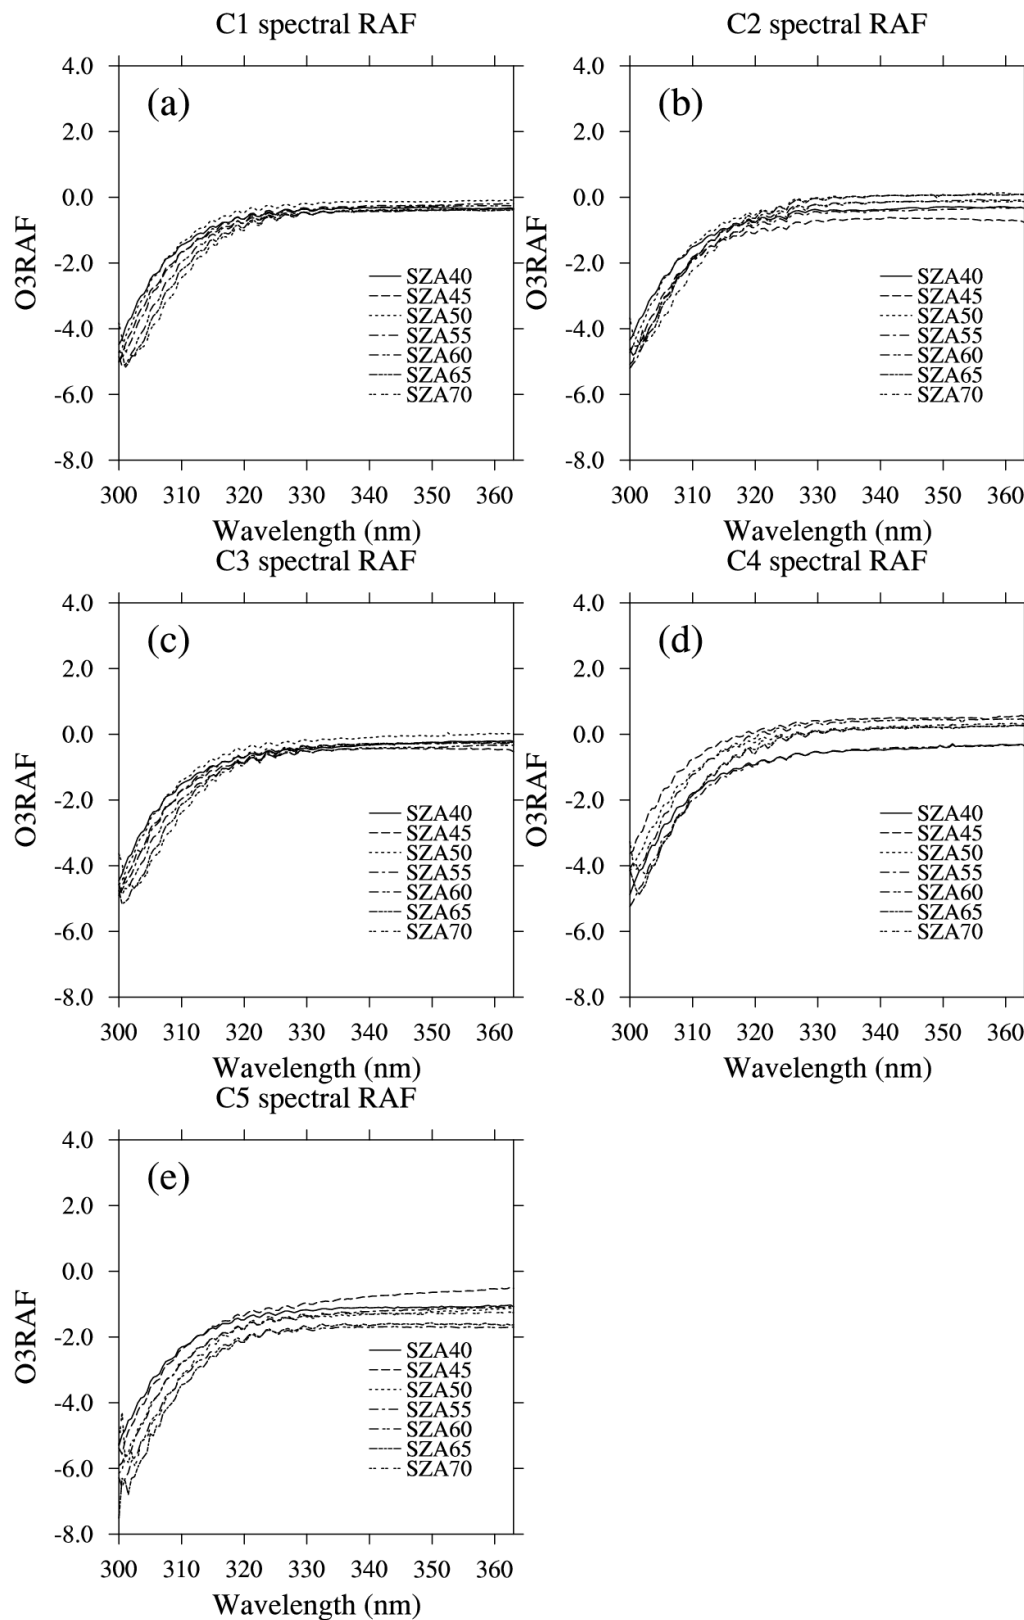 C1 spectral RAF
(a)
O3RAF
4.0
2.0
0.0
-2.0
-4.0
-6.0
-8.0
SZA40
SZA45
SZA50
SZA55
SZA60
SZA65
SZA70
300 310 320 330 340 350 360
Wavelength (nm)
C2 spectral RAF
(b)
O3RAF
4.0
2.0
0.0
-2.0
-4.0
-6.0
-8.0
SZA40
SZA45
SZA50
SZA55
SZA60
SZA65
SZA70
300 310 320 330 340 350 360
Wavelength (nm)
C3 spectral RAF
(c)
O3RAF
4.0
2.0
0.0
-2.0
-4.0
-6.0
-8.0
SZA40
SZA45
SZA50
SZA55
SZA60
SZA65
SZA70
300 310 320 330 340 350 360
Wavelength (nm)
C4 spectral RAF
(d)
O3RAF
4.0
2.0
0.0
-2.0
-4.0
-6.0
-8.0
SZA40
SZA45
SZA50
SZA55
SZA60
SZA65
SZA70
300 310 320 330 340 350 360
Wavelength (nm)
C5 spectral RAF
(e)
O3RAF
4.0
2.0
0.0
-2.0
-4.0
-6.0
-8.0
SZA40
SZA45
SZA50
SZA55
SZA60
SZA65
SZA70
300 310 320 330 340 350 360
Wavelength (nm)